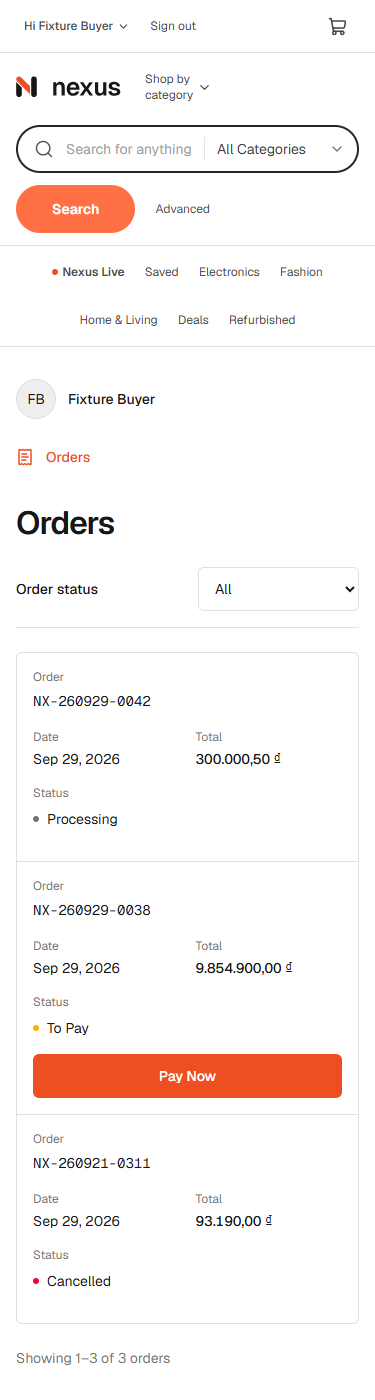 Hi Fixture Buyer Sign out
nexus
Shop by
category
Search for anything All Categories
Search Advanced
Nexus Live Saved Electronics Fashion
Home & Living Deals Refurbished
FB Fixture Buyer
Orders
Orders
Order status All
Order
NX-260929-0042
Date Total
Sep 29, 2026 300.000,50 ₫
Status
Processing
Order
NX-260929-0038
Date Total
Sep 29, 2026 9.854.900,00 ₫
Status
To Pay
Pay Now
Order
NX-260921-0311
Date Total
Sep 29, 2026 93.190,00 ₫
Status
Cancelled
Showing 1–3 of 3 orders